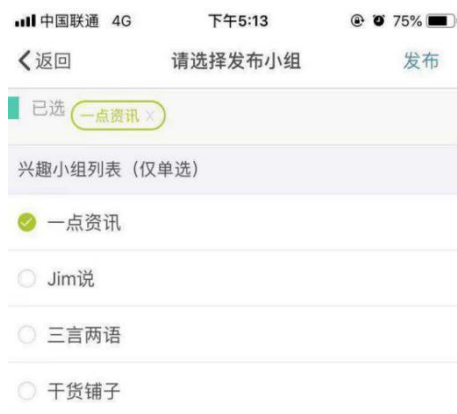 中国联通 4G 下午5:13 75%
返回 请选择发布小组 发布
已选 一点资讯 X
兴趣小组列表（仅单选）
一点资讯
Jim说
三言两语
干货铺子